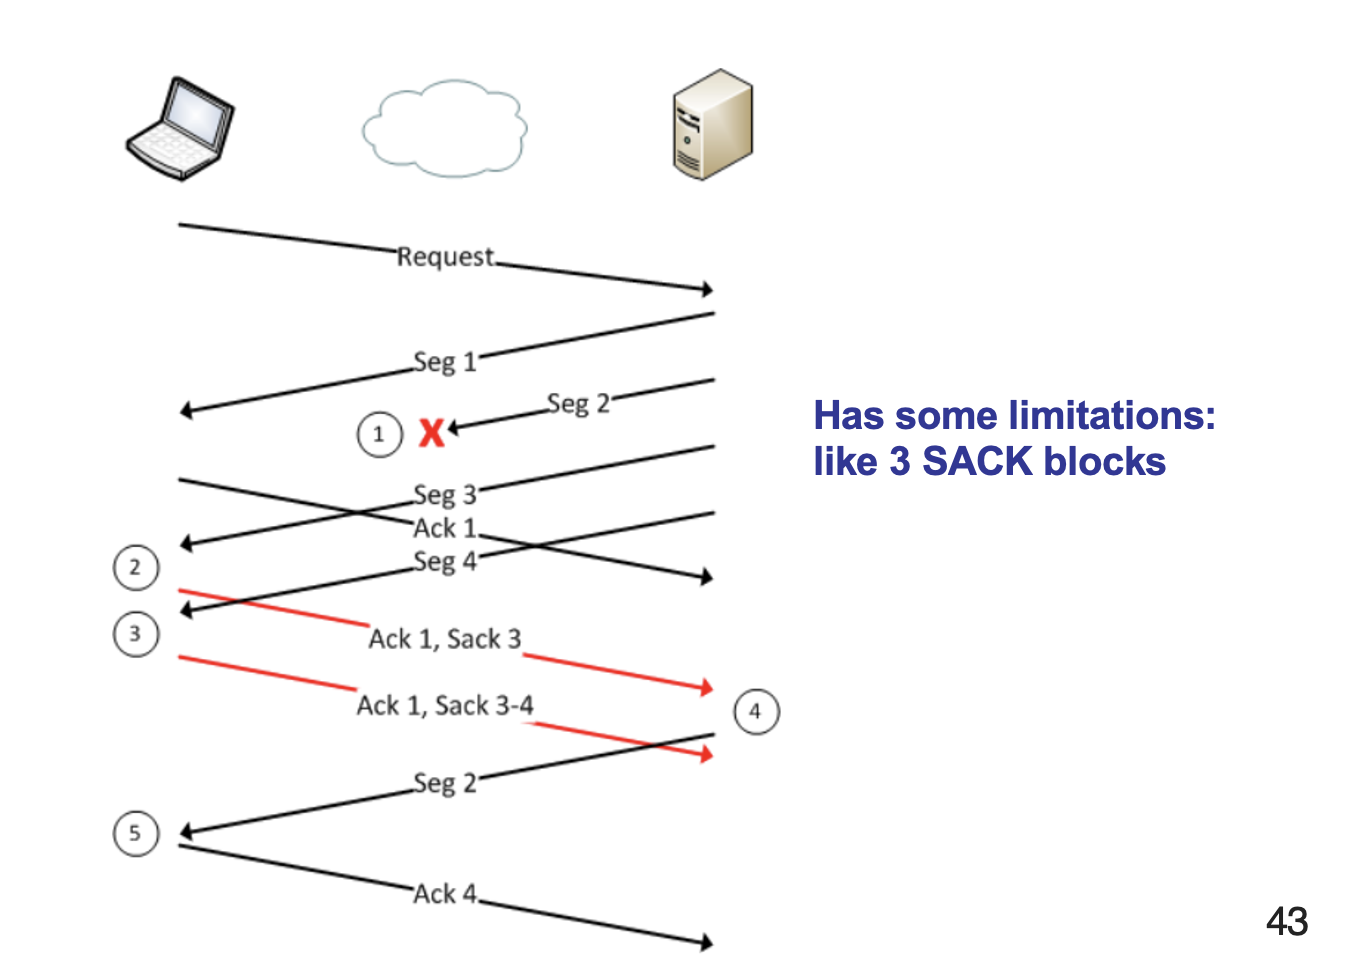 Request
Seg 1
Seg 2
1
X
Has some limitations:
like 3 SACK blocks
Seg 3
Ack 1
Seg 4
2
3
Ack 1, Sack 3
Ack 1, Sack 3-4
4
Seg 2
5
Ack 4
43